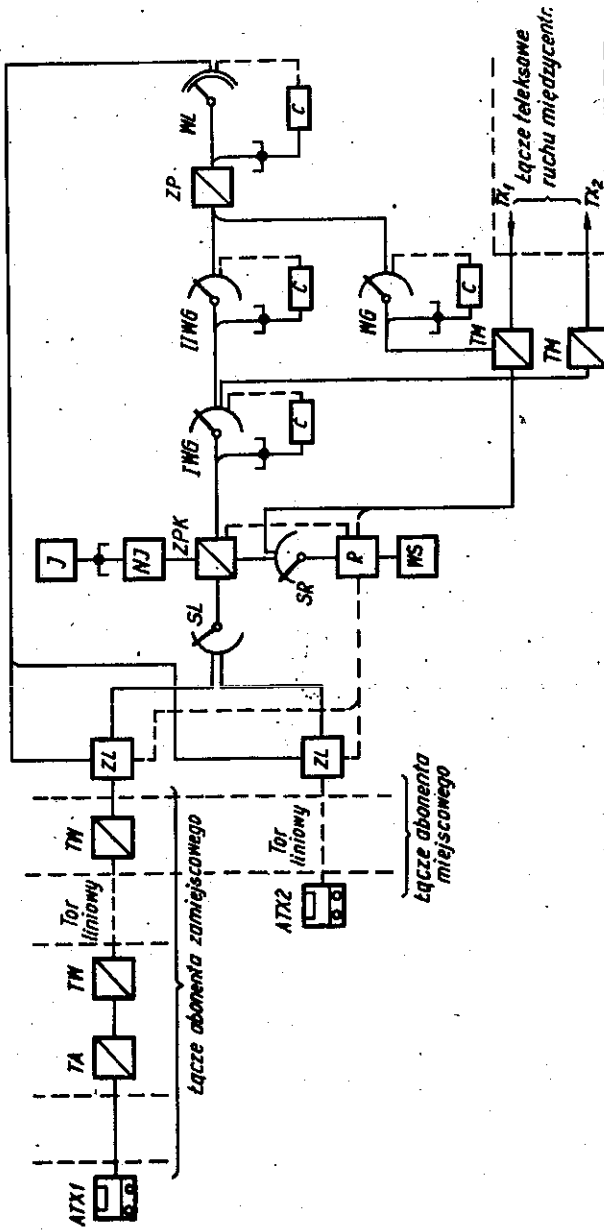 ATX1
TA
TW
Tor
liniowy
TW
ZL
Łącze abonenta zamiejscowego
ATX2
Tor
liniowy
ZL
Łącze abonenta
miejscowego
SL
J
NJ
ZPK
SR
R
WS
IWG
C
IIWG
C
WG
C
TM
TM
ZP
WL
C
TX1
TX2
Łącze teleksowe
ruchu międzycentr.